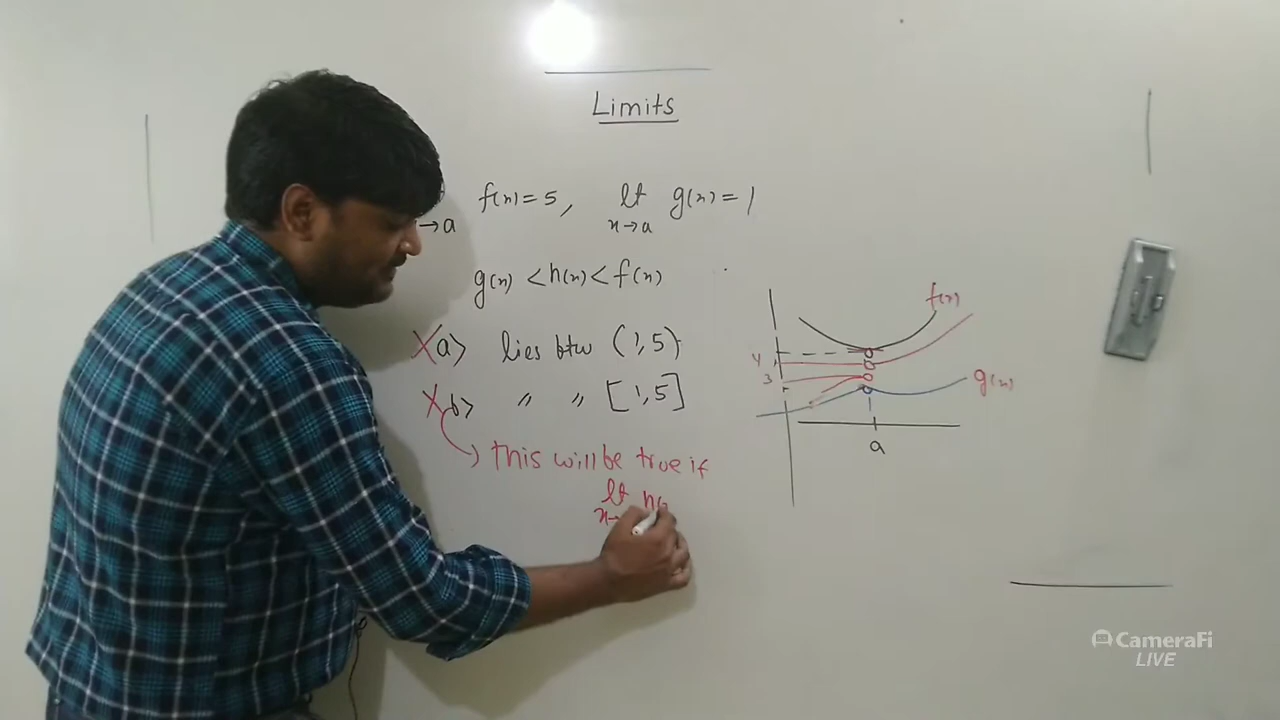 Limits
→a f(x) = 5, lt x→a g(x) = 1
g(x) < h(x) < f(x)
X a> lies btw (1, 5)
X b> " " [1, 5]
this will be true if
lt h(
x→
f(x)
4
3
g(x)
a
CameraFi
LIVE